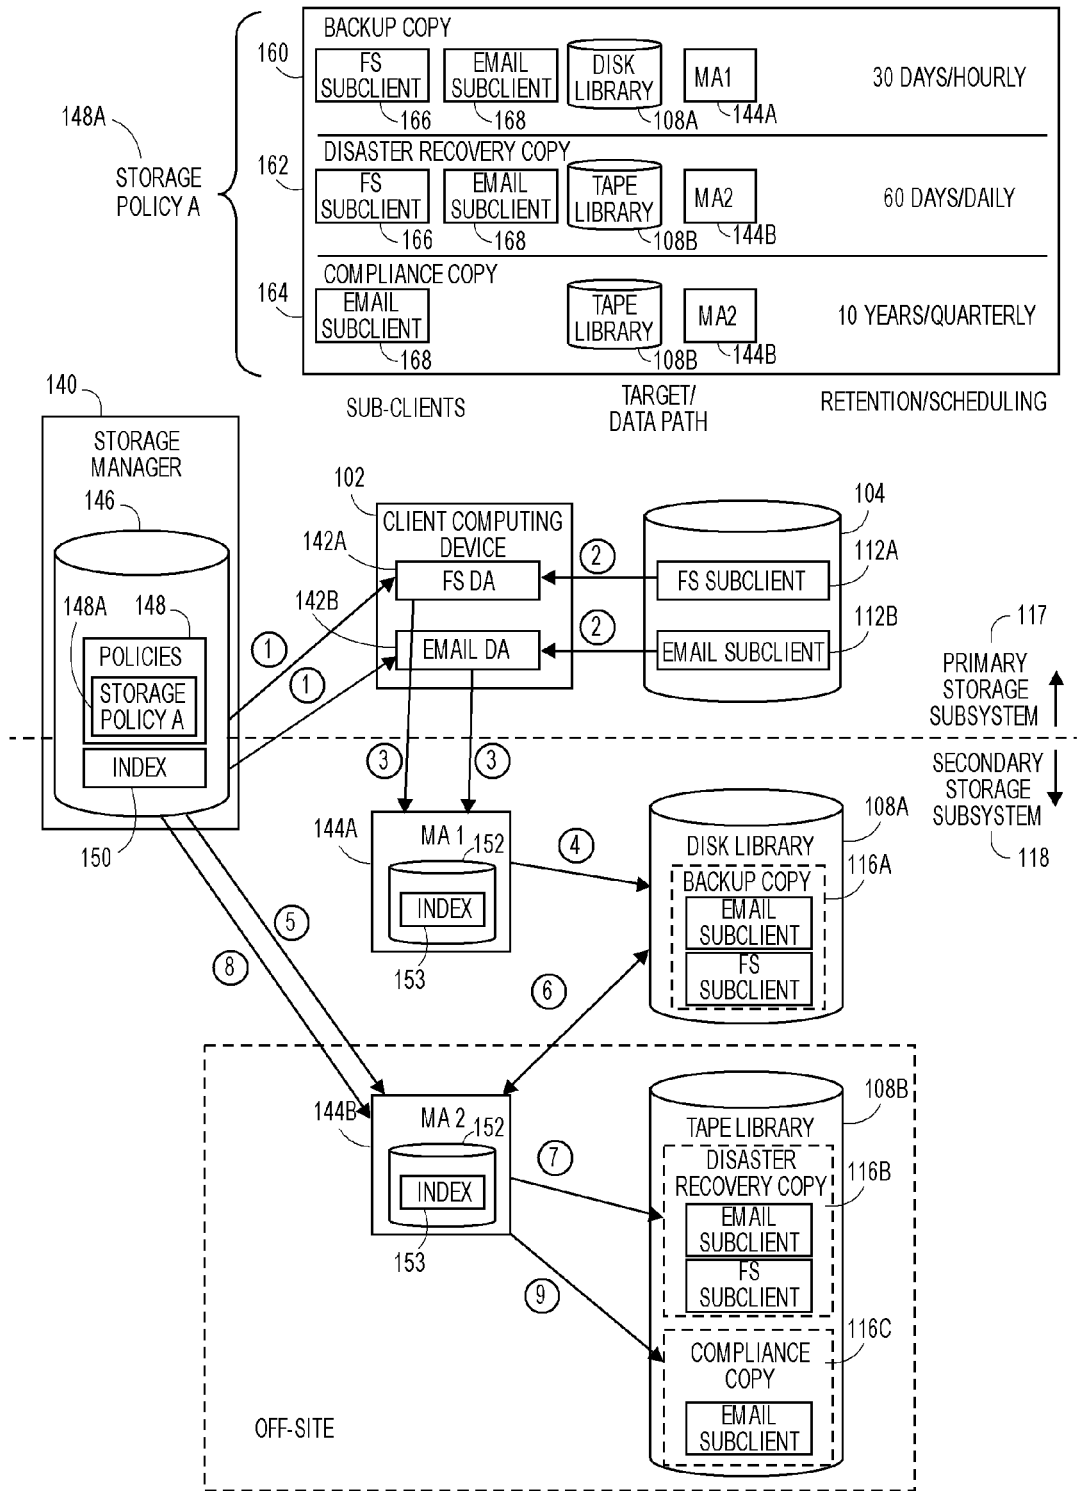 BACKUP COPY
160
FS
SUBCLIENT
166
EMAIL
SUBCLIENT
168
DISK
LIBRARY
108A
MA1
144A
30 DAYS/HOURLY
148A
STORAGE
POLICY A
DISASTER RECOVERY COPY
162
FS
SUBCLIENT
166
EMAIL
SUBCLIENT
168
TAPE
LIBRARY
108B
MA2
144B
60 DAYS/DAILY
COMPLIANCE COPY
164
EMAIL
SUBCLIENT
168
TAPE
LIBRARY
108B
MA2
144B
10 YEARS/QUARTERLY
SUB-CLIENTS
TARGET/
DATA PATH
RETENTION/SCHEDULING
140
STORAGE
MANAGER
146
148A
148
POLICIES
STORAGE
POLICY A
INDEX
150
102
CLIENT COMPUTING
DEVICE
142A
FS DA
142B
EMAIL DA
104
112A
FS SUBCLIENT
112B
EMAIL SUBCLIENT
1
1
2
2
117
PRIMARY
STORAGE
SUBSYSTEM
SECONDARY
STORAGE
SUBSYSTEM
118
3
3
144A
MA 1
152
INDEX
153
4
108A
DISK LIBRARY
116A
BACKUP COPY
EMAIL
SUBCLIENT
FS
SUBCLIENT
5
8
6
144B
MA 2
152
INDEX
153
7
9
108B
TAPE LIBRARY
DISASTER
RECOVERY COPY
116B
EMAIL
SUBCLIENT
FS
SUBCLIENT
116C
COMPLIANCE
COPY
EMAIL
SUBCLIENT
OFF-SITE